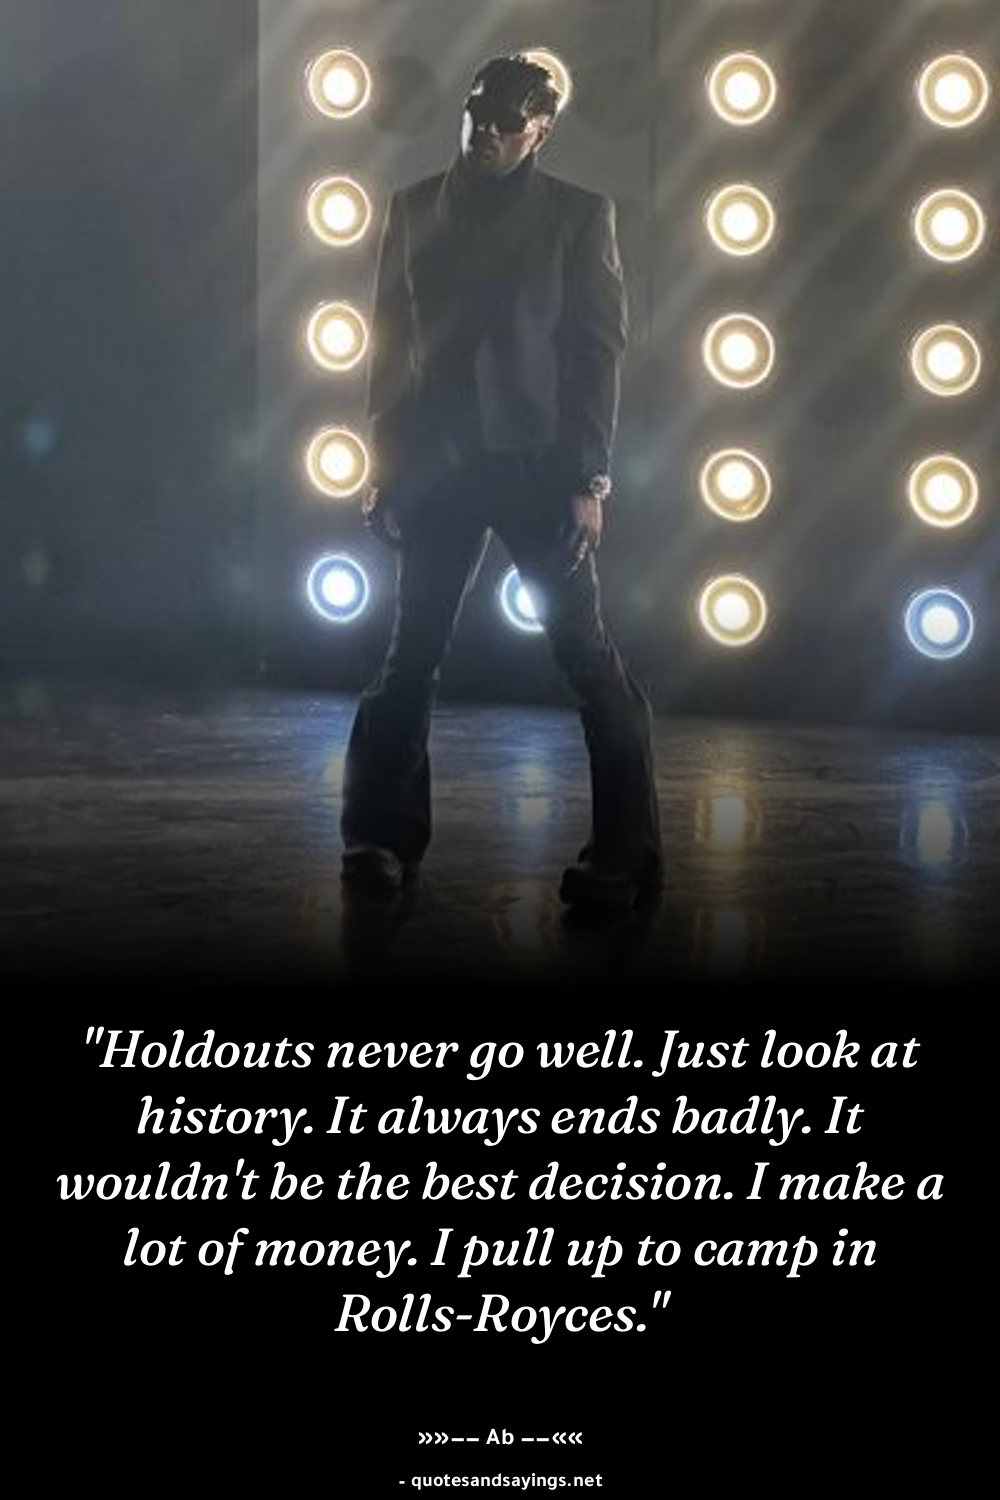 "Holdouts never go well. Just look at
history. It always ends badly. It
wouldn't be the best decision. I make a
lot of money. I pull up to camp in
Rolls-Royces."
»»−− Ab −−««
- quotesandsayings.net